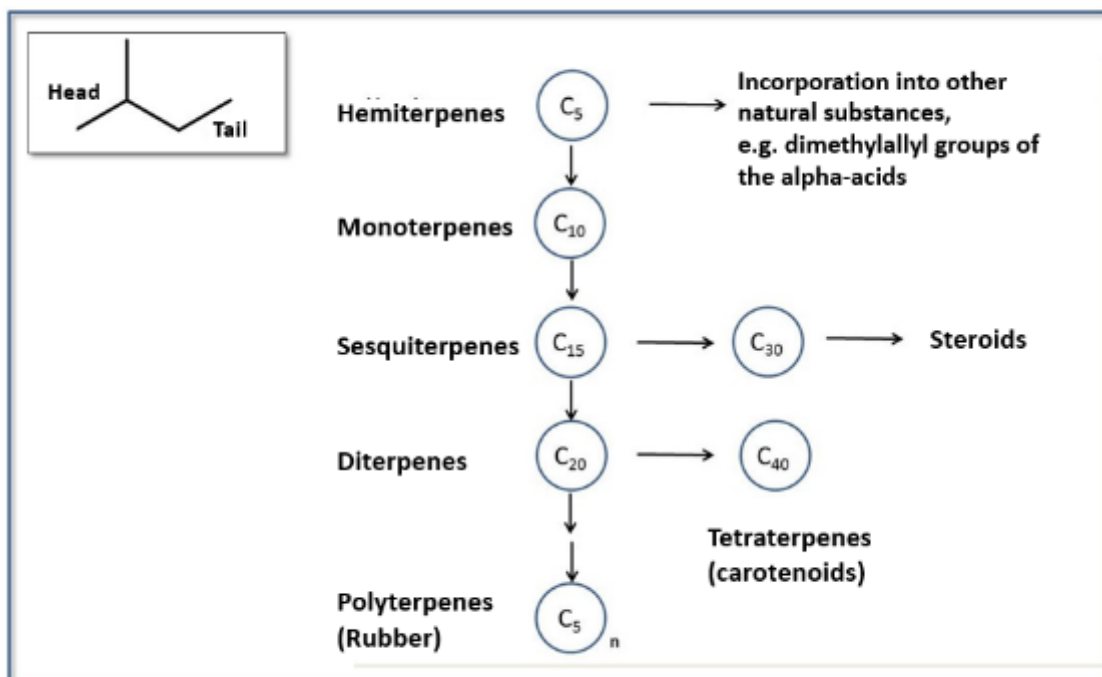 Head
Tail
Hemiterpenes
C5
Incorporation into other
natural substances,
e.g. dimethylallyl groups of
the alpha-acids
Monoterpenes
C10
Sesquiterpenes
C15
C30
Steroids
Diterpenes
C20
C40
Tetraterpenes
(carotenoids)
Polyterpenes
(Rubber)
C5 n